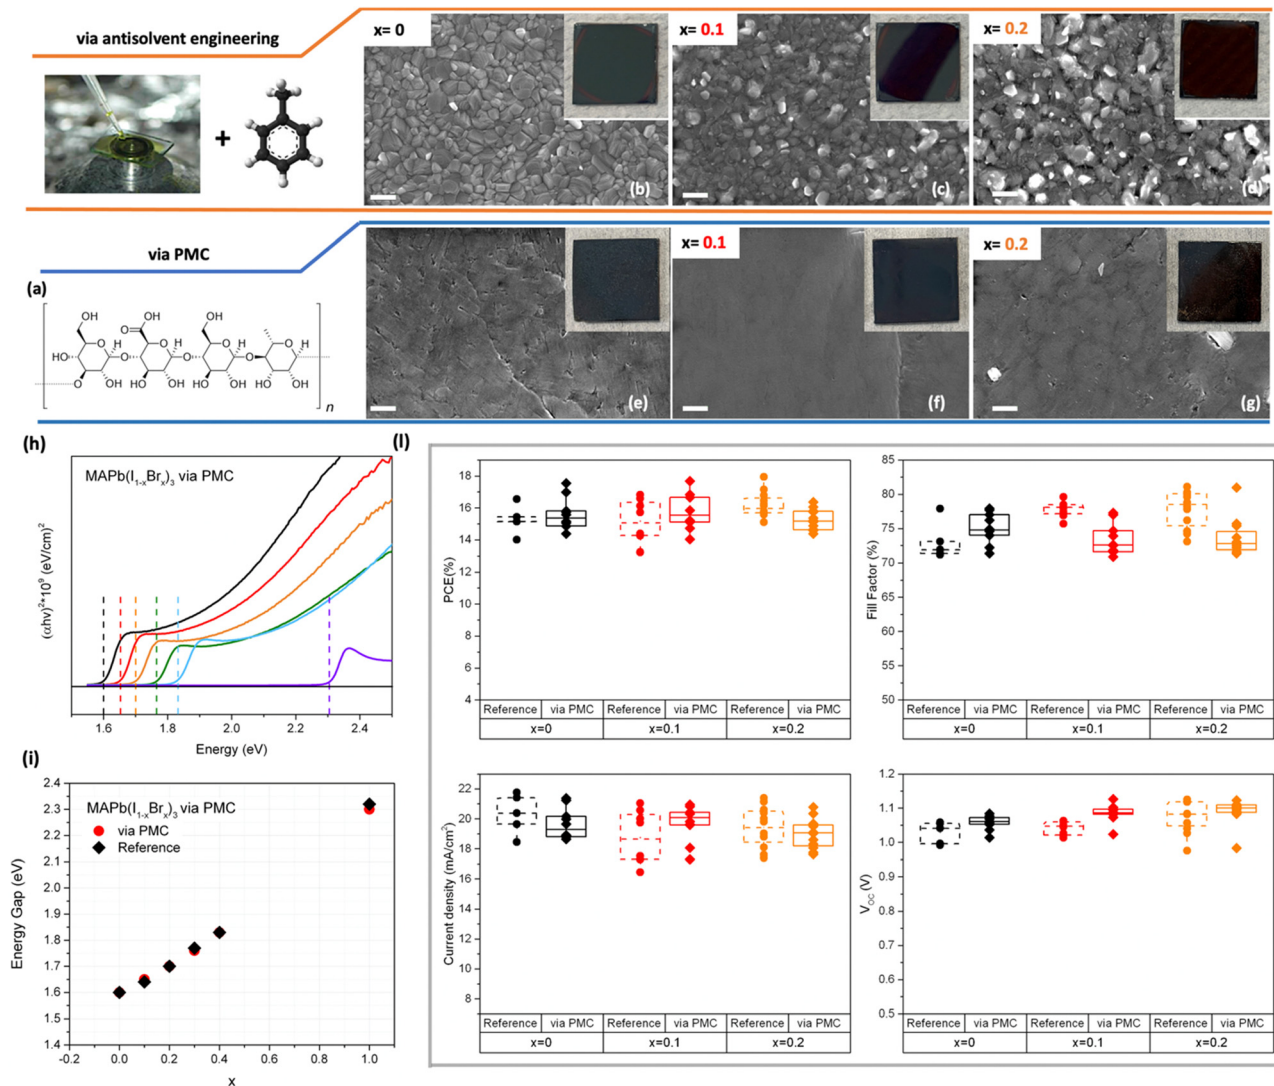 via antisolvent engineering
x= 0
x= 0.1
x= 0.2
+
(b)
(c)
(d)
via PMC
x= 0.1
x= 0.2
(a)
OH
OH
O
OH
HO
O
H
O
H
O
H
O
H
O
OH
HO
OH
HO
OH
HO
OH
n
(e)
(f)
(g)
(h)
MAPb(I1-xBrx)3 via PMC
(αhν)²*10⁹ (eV/cm)²
1.6 1.8 2.0 2.2 2.4
Energy (eV)
(i)
MAPb(I1-xBrx)3 via PMC
via PMC
Reference
2.4
2.3
2.2
2.1
2.0
1.9
1.8
1.7
1.6
1.5
1.4
Energy Gap (eV)
-0.2 0.0 0.2 0.4 0.6 0.8 1.0
x
(l)
18
16
14
12
10
8
6
4
PCE(%)
Reference via PMC Reference via PMC Reference via PMC
x=0 x=0.1 x=0.2
85
80
75
70
65
60
55
50
Fill Factor (%)
Reference via PMC Reference via PMC Reference via PMC
x=0 x=0.1 x=0.2
22
20
18
16
14
12
10
8
Current density (mA/cm²)
Reference via PMC Reference via PMC Reference via PMC
x=0 x=0.1 x=0.2
1.2
1.1
1.0
0.9
0.8
0.7
0.6
0.5
VOC (V)
Reference via PMC Reference via PMC Reference via PMC
x=0 x=0.1 x=0.2